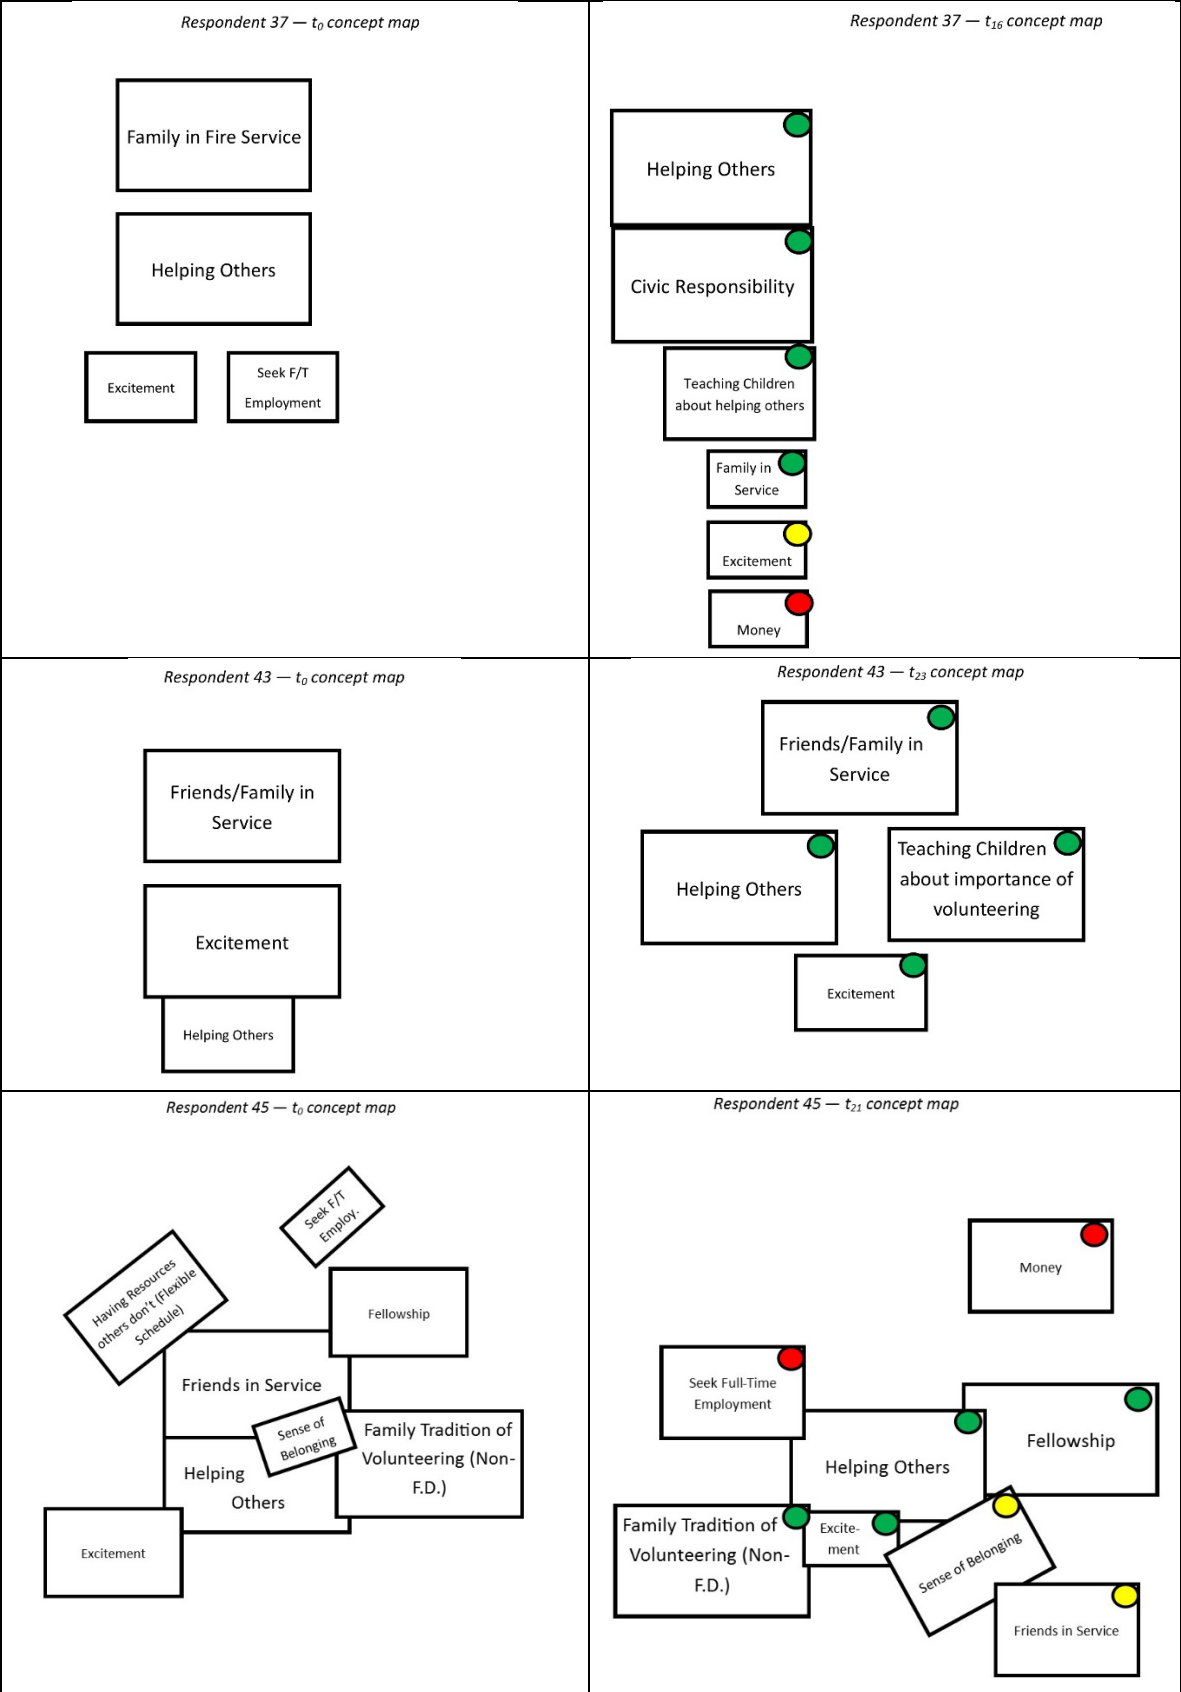 Respondent 37 — t0 concept map
Family in Fire Service
Helping Others
Excitement
Seek F/T
Employment
Respondent 37 — t16 concept map
Helping Others
Civic Responsibility
Teaching Children
about helping others
Family in
Service
Excitement
Money
Respondent 43 — t0 concept map
Friends/Family in
Service
Excitement
Helping Others
Respondent 43 — t23 concept map
Friends/Family in
Service
Helping Others
Teaching Children
about importance of
volunteering
Excitement
Respondent 45 — t0 concept map
Seek F/T
Employ.
Having Resources
others don't (Flexible
Schedule)
Fellowship
Friends in Service
Sense of
Belonging
Family Tradition of
Volunteering (Non-
F.D.)
Helping
Others
Excitement
Respondent 45 — t21 concept map
Money
Seek Full-Time
Employment
Fellowship
Helping Others
Family Tradition of
Volunteering (Non-
F.D.)
Excite-
ment
Sense of Belonging
Friends in Service